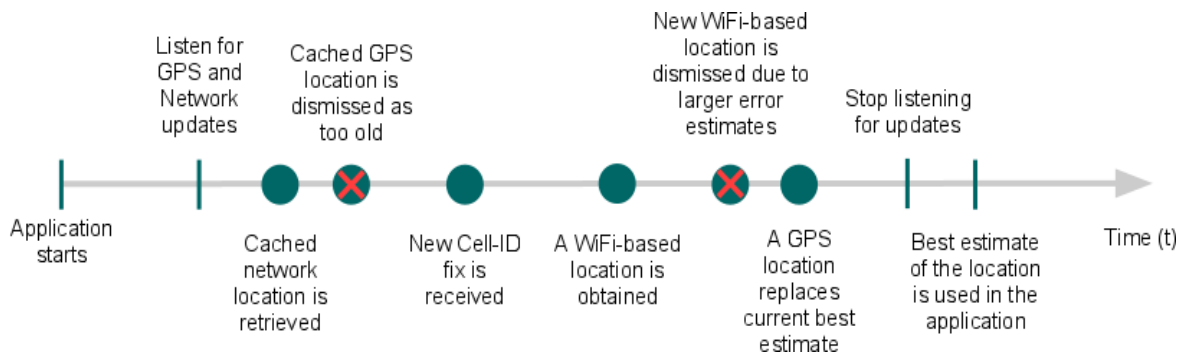 Application
starts
Listen for
GPS and
Network
updates
Cached
network
location is
retrieved
Cached GPS
location is
dismissed as
too old
New Cell-ID
fix is
received
A WiFi-based
location is
obtained
New WiFi-based
location is
dismissed due to
larger error
estimates
A GPS
location
replaces
current best
estimate
Stop listening
for updates
Best estimate
of the location
is used in the
application
Time (t)